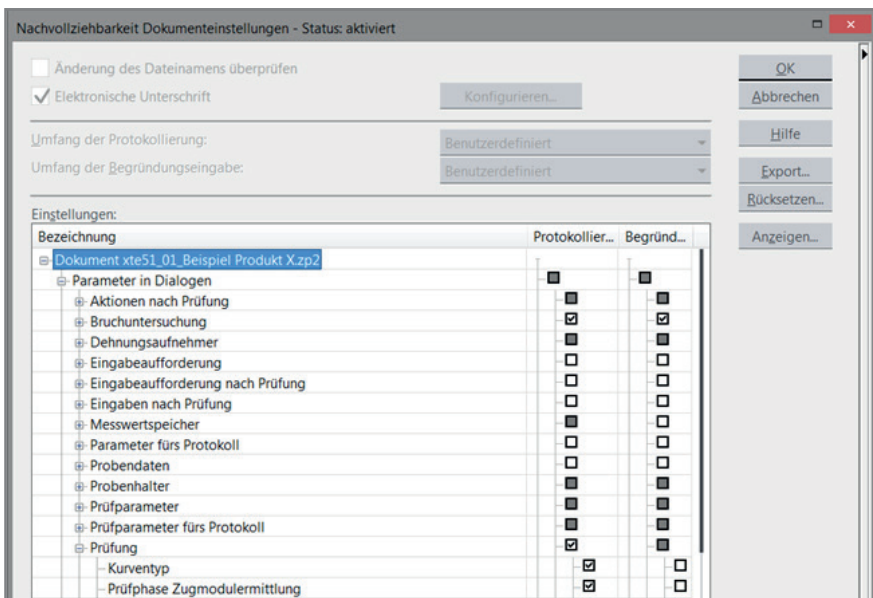 Nachvollziehbarkeit Dokumenteinstellungen - Status: aktiviert
Änderung des Dateinamens überprüfen
OK
Elektronische Unterschrift
Konfigurieren...
Abbrechen
Umfang der Protokollierung:
Benutzerdefiniert
Hilfe
Umfang der Begründungseingabe:
Benutzerdefiniert
Export...
Rücksetzen...
Einstellungen:
Bezeichnung Protokollier... Begründ...
Anzeigen...
Dokument xte51_01_Beispiel Produkt X.zp2
Parameter in Dialogen
Aktionen nach Prüfung
Bruchuntersuchung
Dehnungsaufnehmer
Eingabeaufforderung
Eingabeaufforderung nach Prüfung
Eingaben nach Prüfung
Messwertspeicher
Parameter fürs Protokoll
Probendaten
Probenhalter
Prüfparameter
Prüfparameter fürs Protokoll
Prüfung
Kurventyp
Prüfphase Zugmodulermittlung